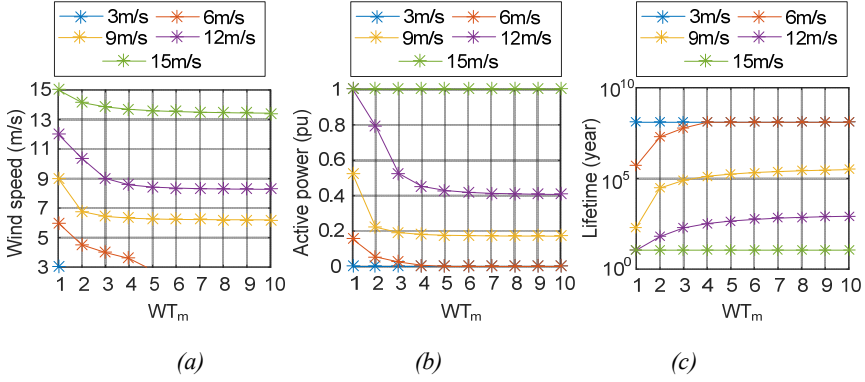 3m/s 6m/s
9m/s 12m/s
15m/s
Wind speed (m/s)
15
13
11
9
7
5
3
1 2 3 4 5 6 7 8 9 10
WTm
(a)
3m/s 6m/s
9m/s 12m/s
15m/s
Active power (pu)
1
0.8
0.6
0.4
0.2
0
1 2 3 4 5 6 7 8 9 10
WTm
(b)
3m/s 6m/s
9m/s 12m/s
15m/s
Lifetime (year)
10^10
10^5
10^0
1 2 3 4 5 6 7 8 9 10
WTm
(c)